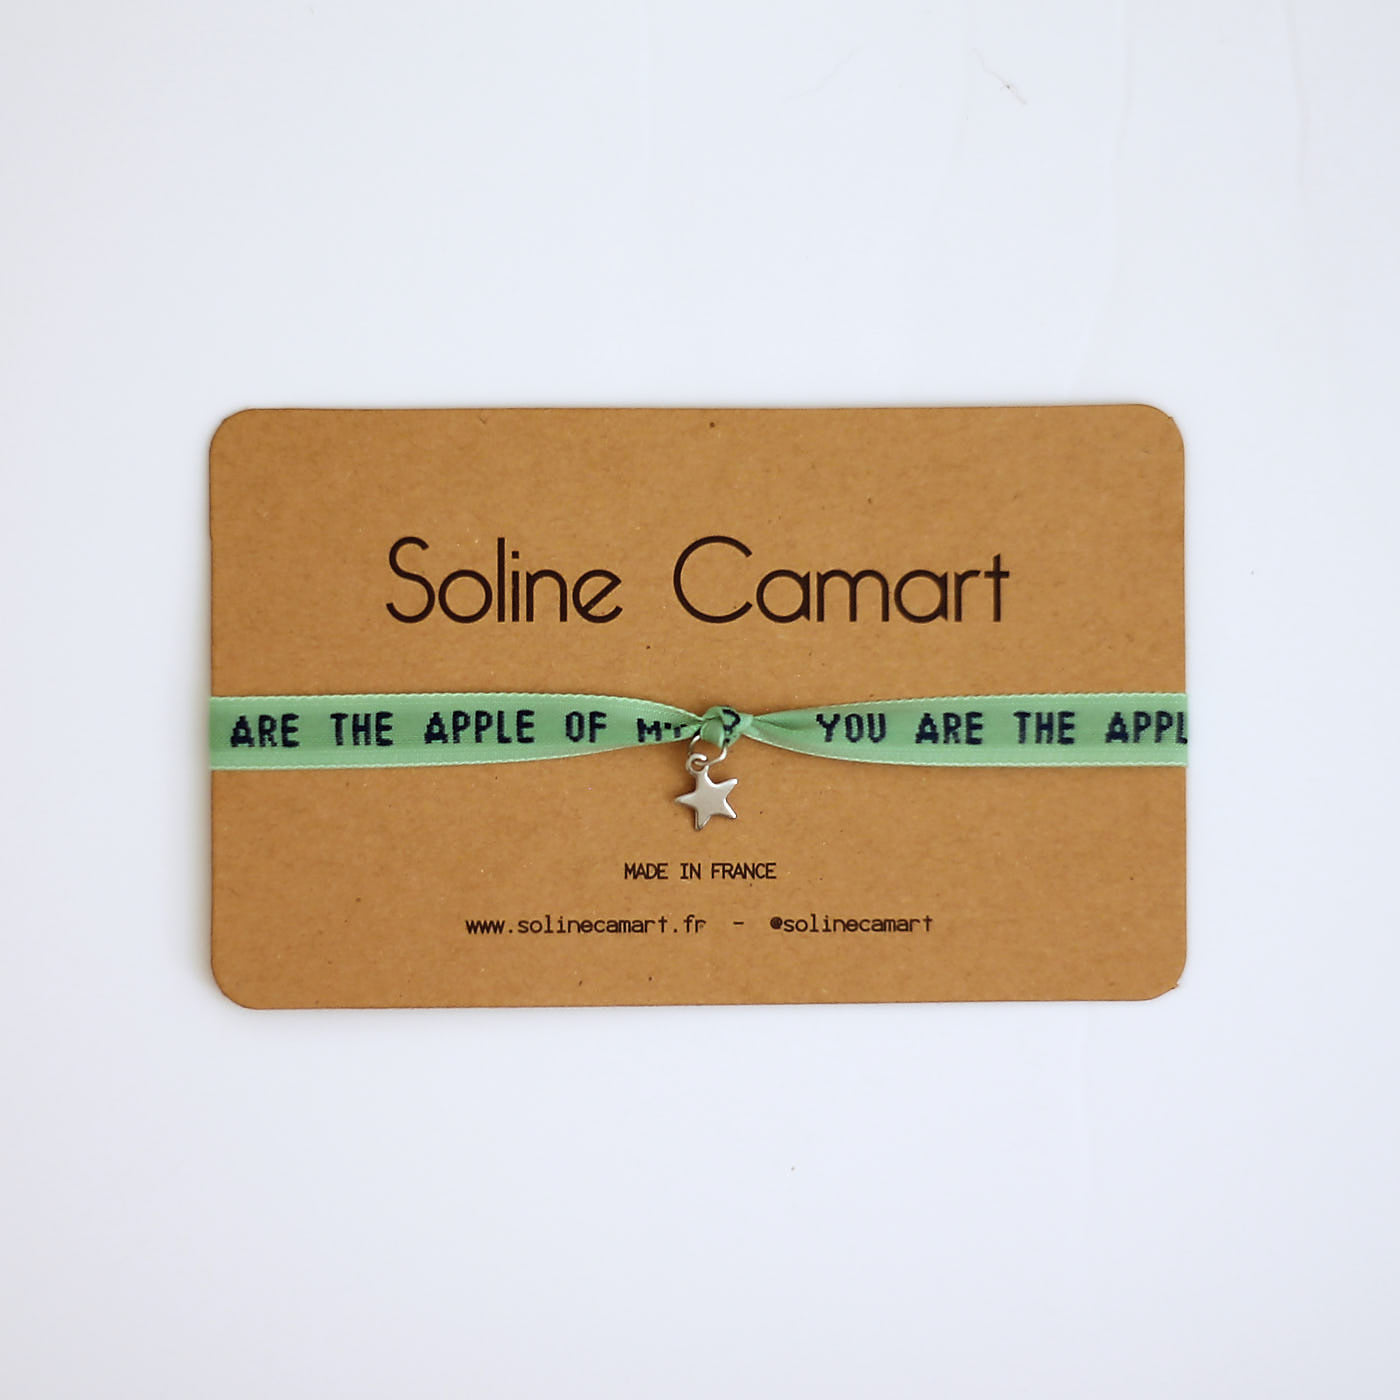 Soline Camart
ARE THE APPLE OF YOU ARE THE APPL
MADE IN FRANCE
www.solinecamart.fr - @solinecamart